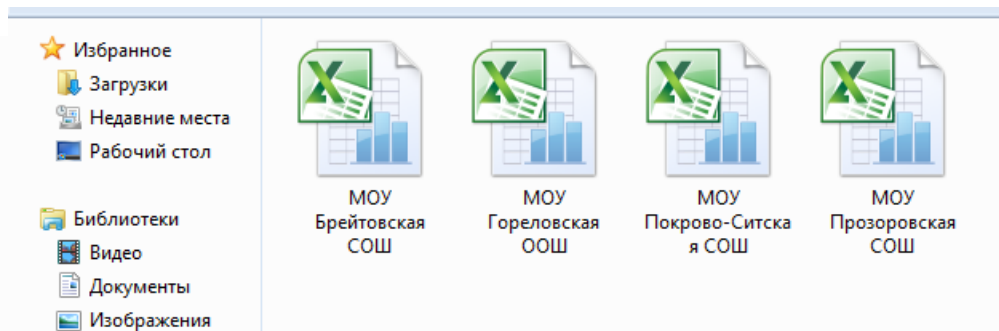 Избранное
Загрузки
Недавние места
Рабочий стол
Библиотеки
Видео
Документы
Изображения
МОУ
Брейтовская
СОШ
МОУ
Гореловская
ООШ
МОУ
Покрово-Ситска
я СОШ
МОУ
Прозоровская
СОШ